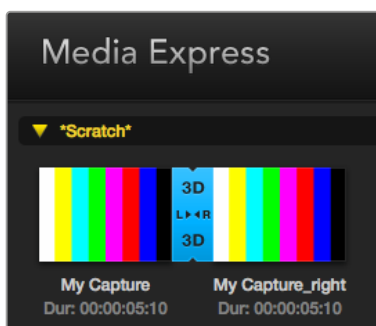 Media Express
*Scratch*
3D
L R
3D
My Capture My Capture_right
Dur: 00:00:05:10 Dur: 00:00:05:10